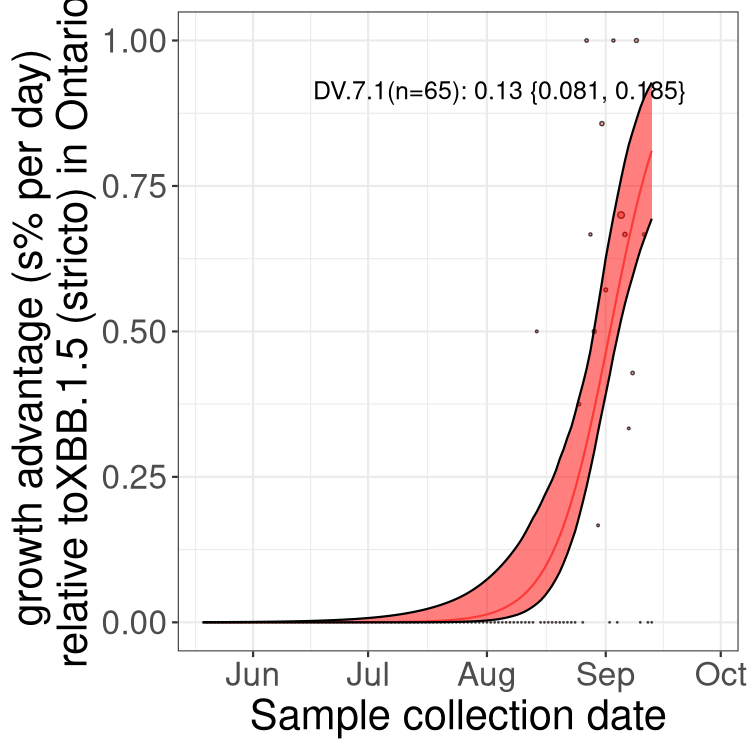 growth advantage (s% per day)
relative toXBB.1.5 (stricto) in Ontario
1.00
0.75
0.50
0.25
0.00
DV.7.1(n=65): 0.13 {0.081, 0.185}
Jun Jul Aug Sep Oct
Sample collection date